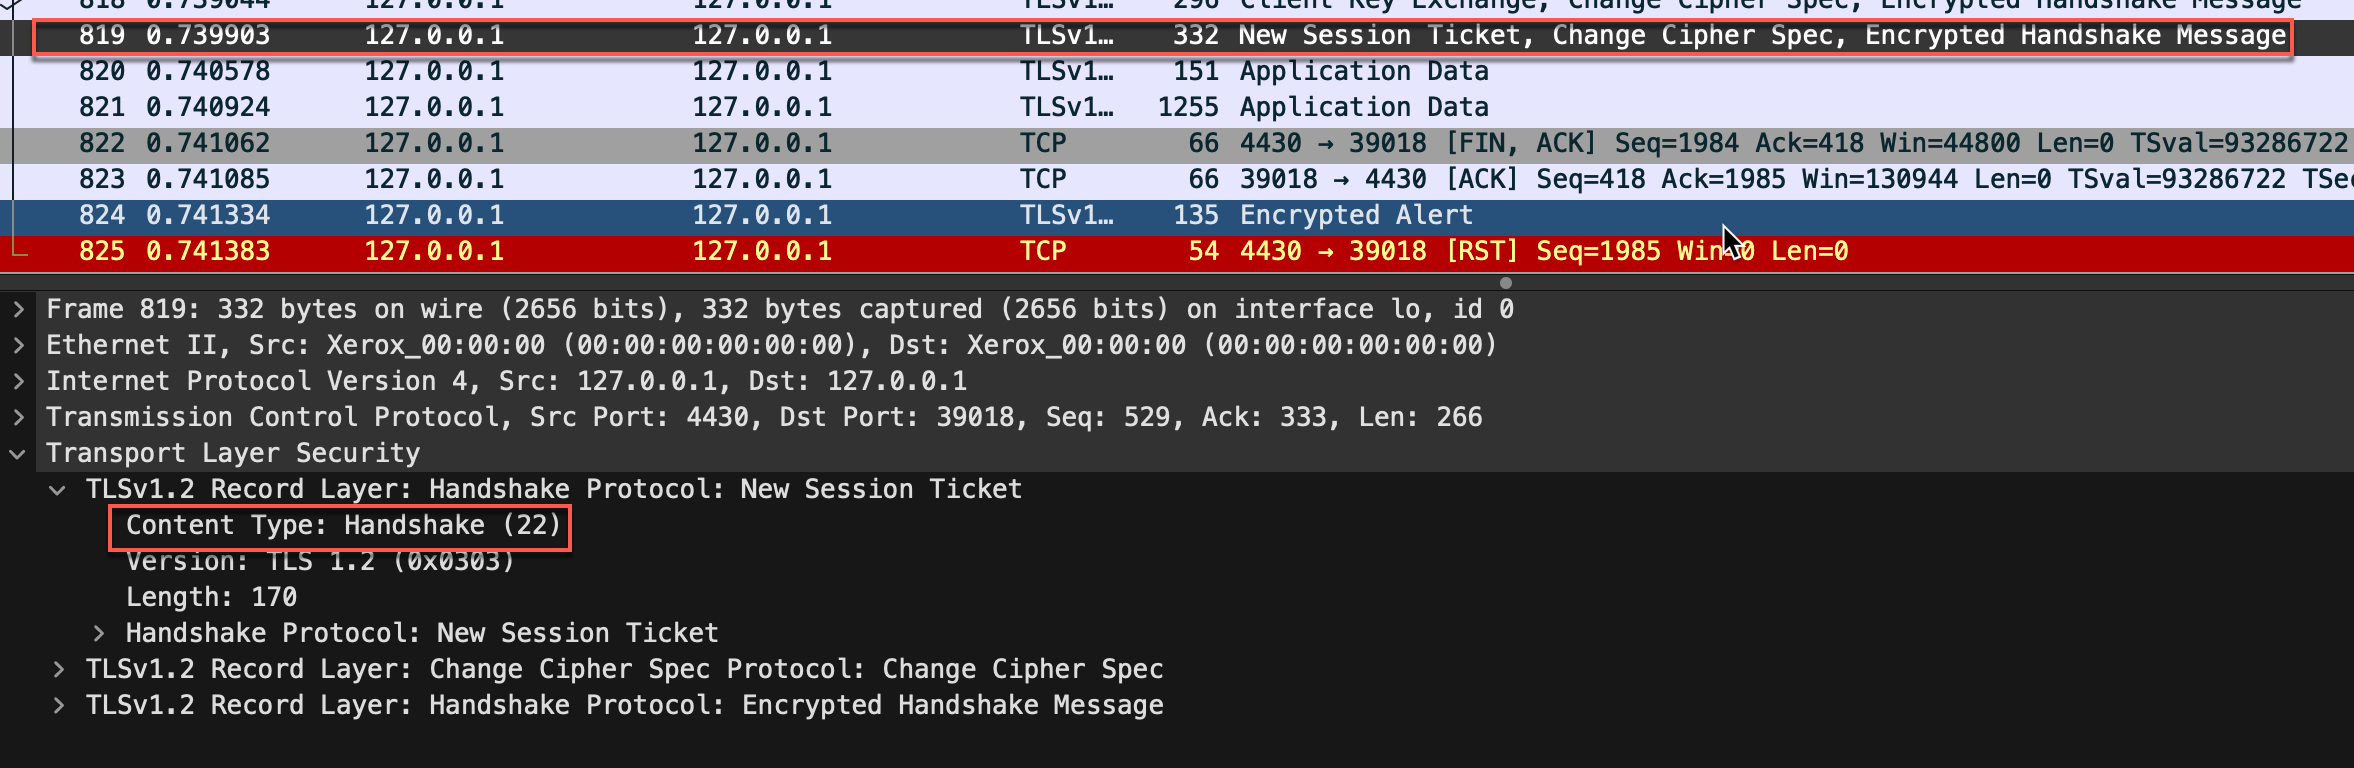 818 0.739044 127.0.0.1 127.0.0.1 TLSv1… 296 Client Key Exchange, Change Cipher Spec, Encrypted Handshake Message
819 0.739903 127.0.0.1 127.0.0.1 TLSv1… 332 New Session Ticket, Change Cipher Spec, Encrypted Handshake Message
820 0.740578 127.0.0.1 127.0.0.1 TLSv1… 151 Application Data
821 0.740924 127.0.0.1 127.0.0.1 TLSv1… 1255 Application Data
822 0.741062 127.0.0.1 127.0.0.1 TCP 66 4430 → 39018 [FIN, ACK] Seq=1984 Ack=418 Win=44800 Len=0 TSval=93286722
823 0.741085 127.0.0.1 127.0.0.1 TCP 66 39018 → 4430 [ACK] Seq=418 Ack=1985 Win=130944 Len=0 TSval=93286722 TSe
824 0.741334 127.0.0.1 127.0.0.1 TLSv1… 135 Encrypted Alert
825 0.741383 127.0.0.1 127.0.0.1 TCP 54 4430 → 39018 [RST] Seq=1985 Win=0 Len=0
Frame 819: 332 bytes on wire (2656 bits), 332 bytes captured (2656 bits) on interface lo, id 0
Ethernet II, Src: Xerox_00:00:00 (00:00:00:00:00:00), Dst: Xerox_00:00:00 (00:00:00:00:00:00)
Internet Protocol Version 4, Src: 127.0.0.1, Dst: 127.0.0.1
Transmission Control Protocol, Src Port: 4430, Dst Port: 39018, Seq: 529, Ack: 333, Len: 266
Transport Layer Security
TLSv1.2 Record Layer: Handshake Protocol: New Session Ticket
Content Type: Handshake (22)
Version: TLS 1.2 (0x0303)
Length: 170
Handshake Protocol: New Session Ticket
TLSv1.2 Record Layer: Change Cipher Spec Protocol: Change Cipher Spec
TLSv1.2 Record Layer: Handshake Protocol: Encrypted Handshake Message